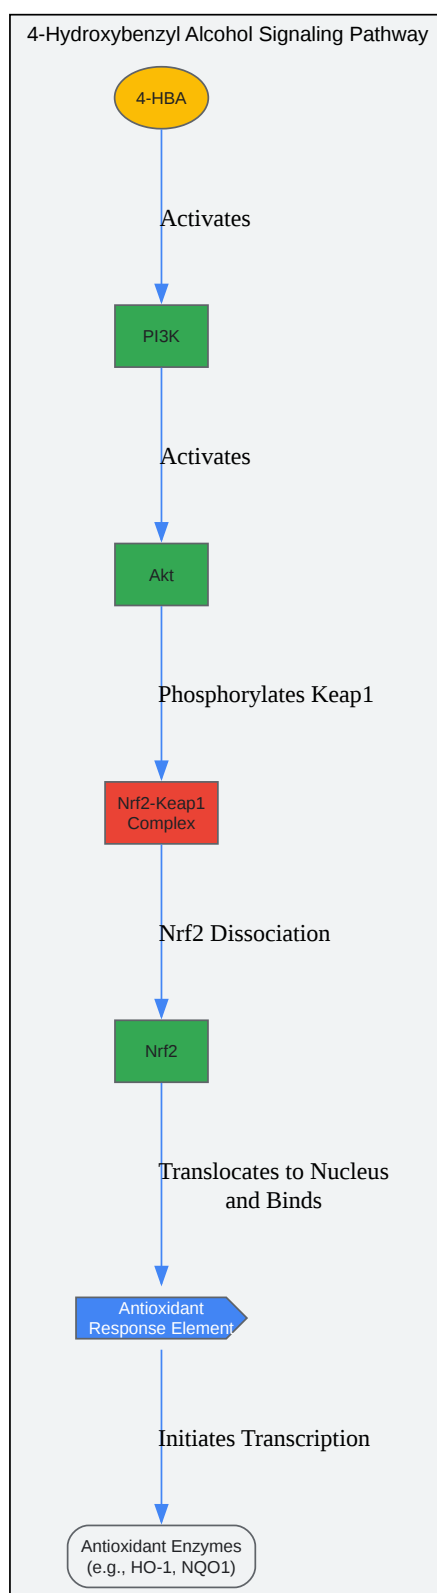 4-Hydroxybenzyl Alcohol Signaling Pathway
4-HBA
Activates
PI3K
Activates
Akt
Phosphorylates Keap1
Nrf2-Keap1
Complex
Nrf2 Dissociation
Nrf2
Translocates to Nucleus
and Binds
Antioxidant
Response Element
Initiates Transcription
Antioxidant Enzymes
(e.g., HO-1, NQO1)